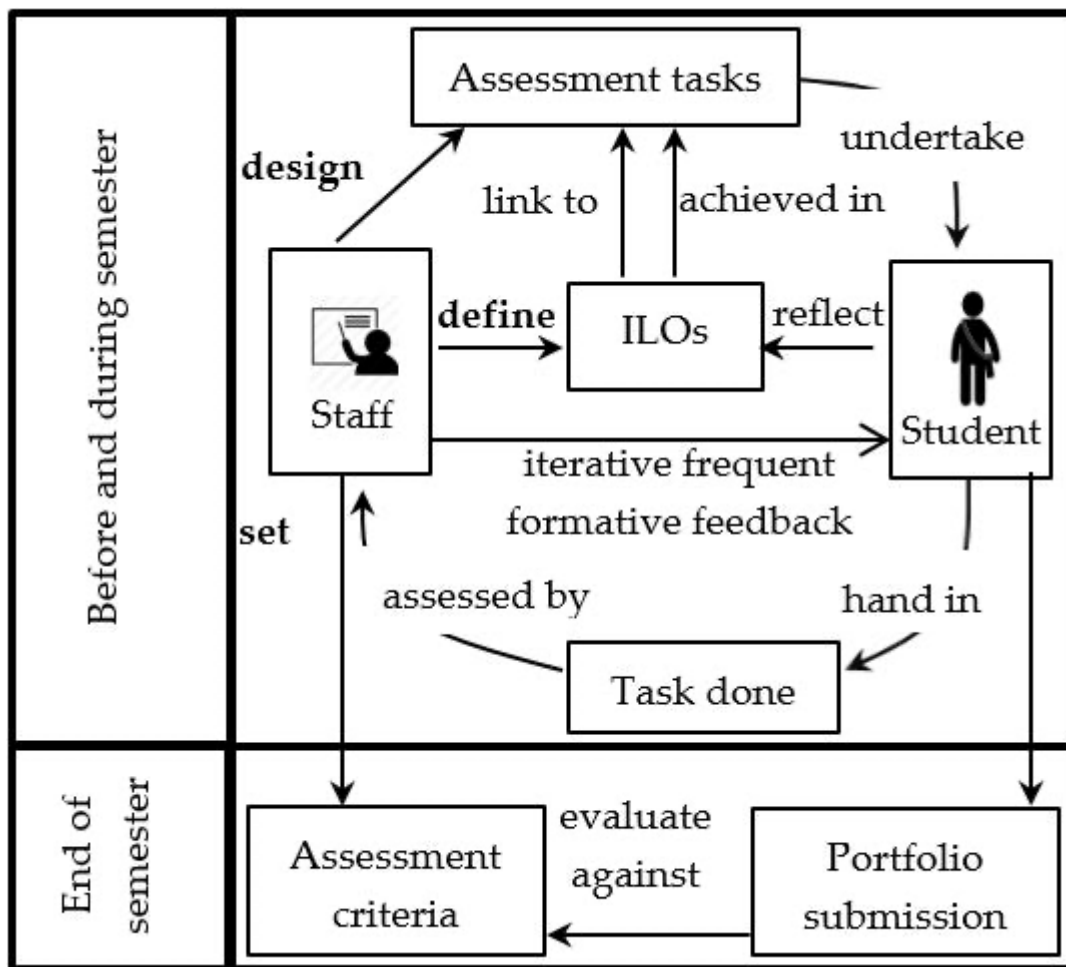 Before and during semester
Assessment tasks
undertake
design
link to
achieved in
define
ILOs
reflect
Staff
Student
iterative frequent
formative feedback
set
assessed by
hand in
Task done
End of
semester
evaluate
against
Assessment
criteria
Portfolio
submission